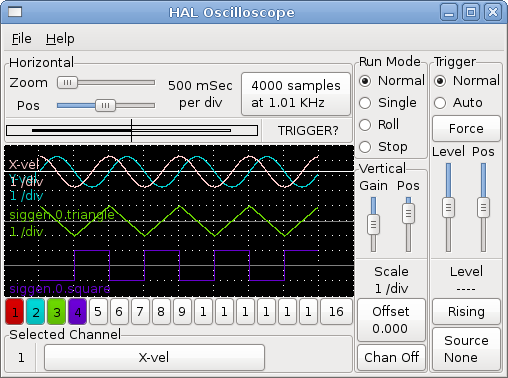 HAL Oscilloscope
File Help
Horizontal
Zoom
Pos
500 mSec
per div
4000 samples
at 1.01 KHz
TRIGGER?
X-vel
1 /div
1 /div
siggen.0.triangle
1 /div
siggen.0.square
1 2 3 4 5 6 7 8 9 1 1 1 1 1 1 16
Selected Channel
1 X-vel
Run Mode
Normal
Single
Roll
Stop
Vertical
Gain Pos
Scale
1 /div
Offset
0.000
Chan Off
Trigger
Normal
Auto
Force
Level Pos
Level
----
Rising
Source
None